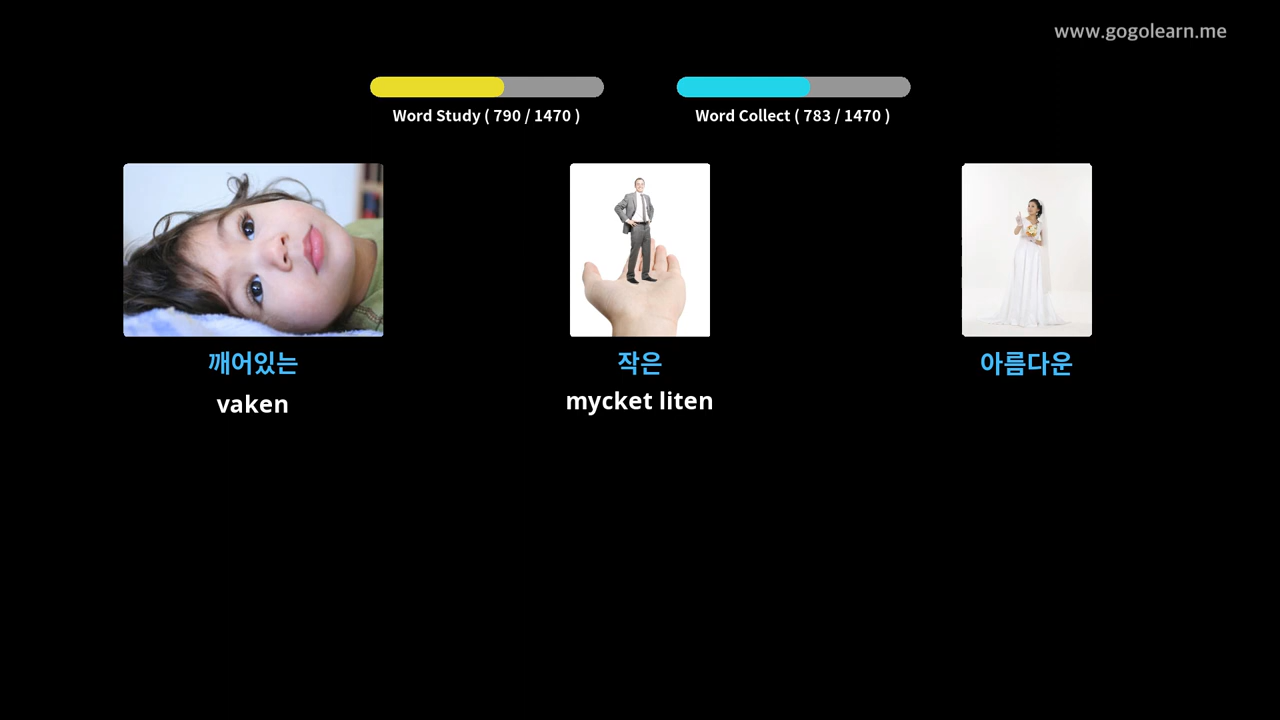 www.gogolearn.me
Word Study ( 790 / 1470 )
Word Collect ( 783 / 1470 )
깨어있는
작은
아름다운
vaken
mycket liten